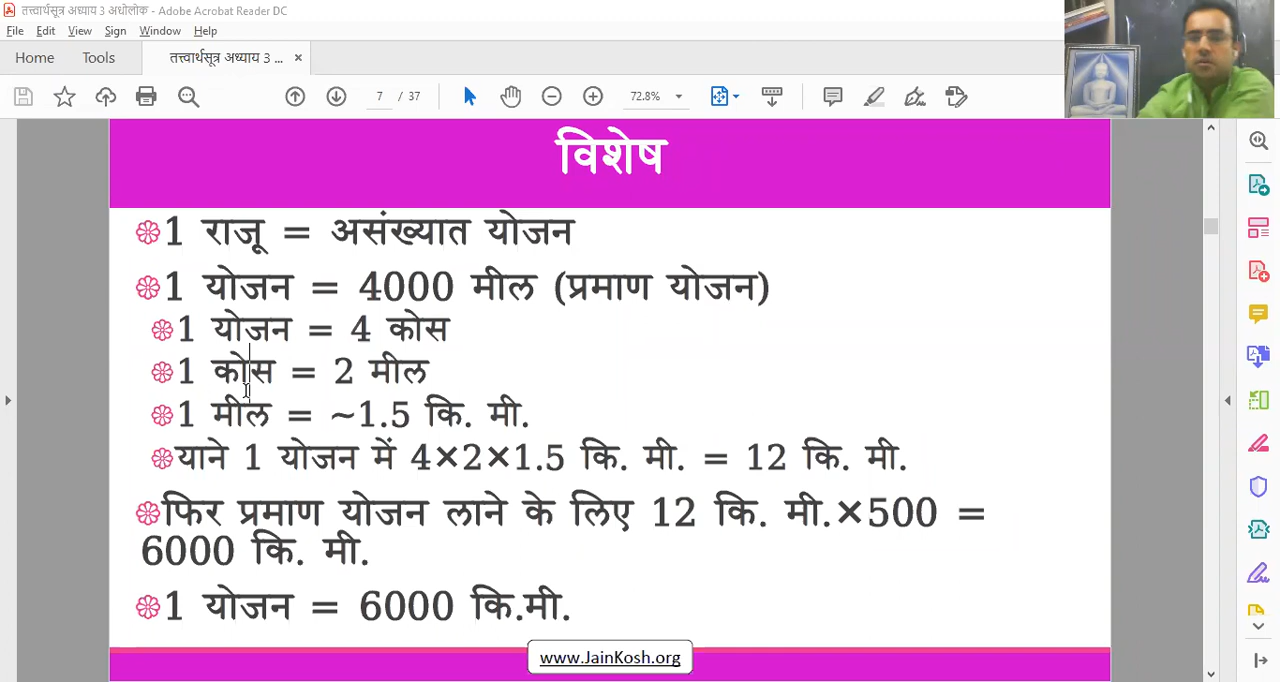 तत्त्वार्थसूत्र अध्याय 3 अधोलोक - Adobe Acrobat Reader DC
File Edit View Sign Window Help
Home Tools तत्त्वार्थसूत्र अध्याय 3 ... ×
7 / 37 72.8%
विशेष
1 राजू = असंख्यात योजन
1 योजन = 4000 मील (प्रमाण योजन)
1 योजन = 4 कोस
1 कोस = 2 मील
1 मील = ~1.5 कि. मी.
याने 1 योजन में 4×2×1.5 कि. मी. = 12 कि. मी.
फिर प्रमाण योजन लाने के लिए 12 कि. मी.×500 =
6000 कि. मी.
1 योजन = 6000 कि.मी.
www.JainKosh.org